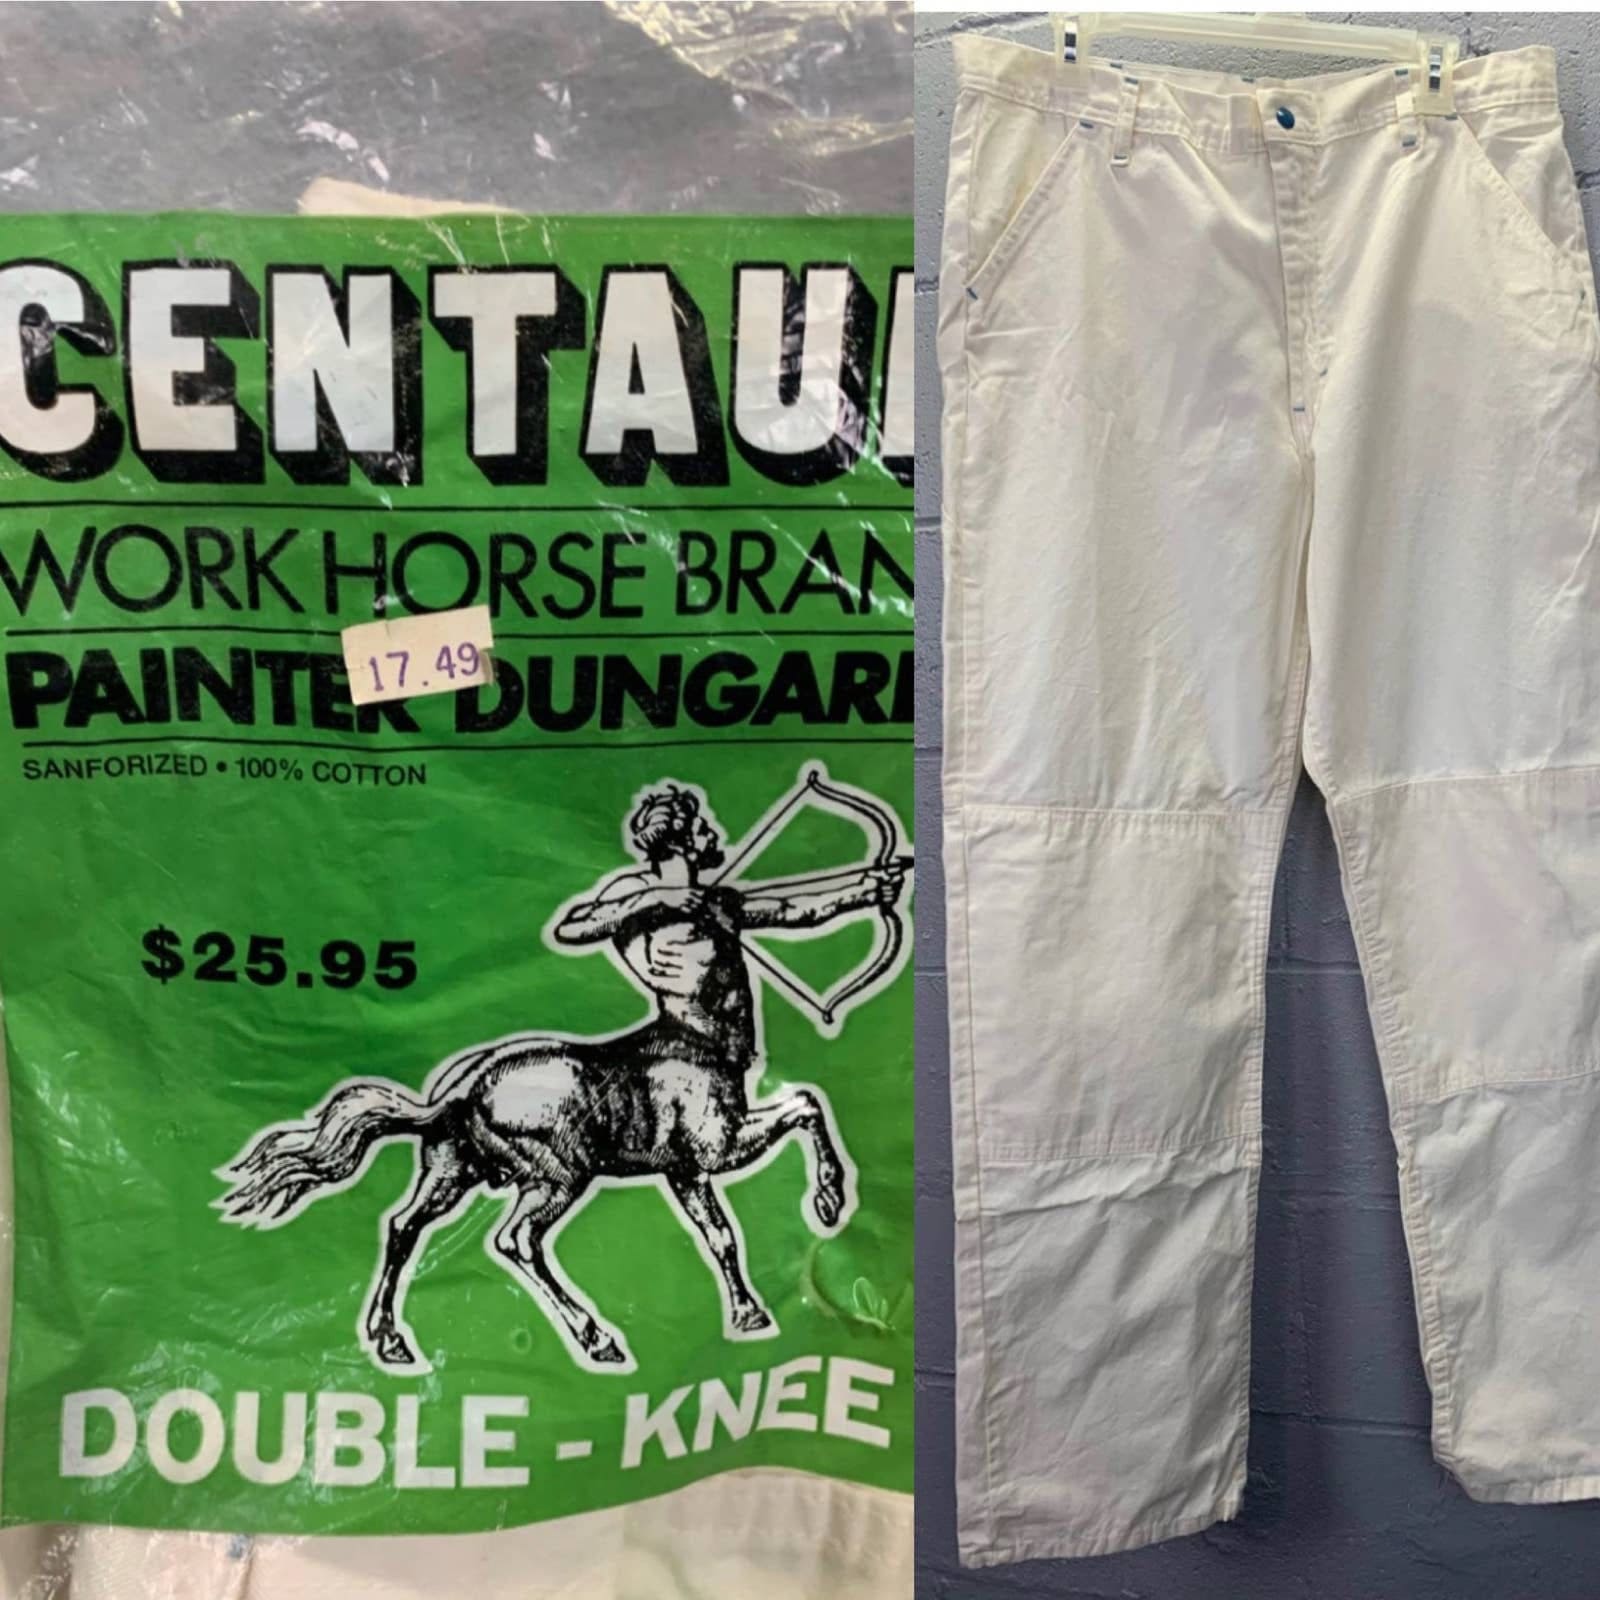 CENTAU
WORK HORSE BRAN
17.49
PAINTER DUNGAR
SANFORIZED • 100% COTTON
$25.95
DOUBLE - KNEE